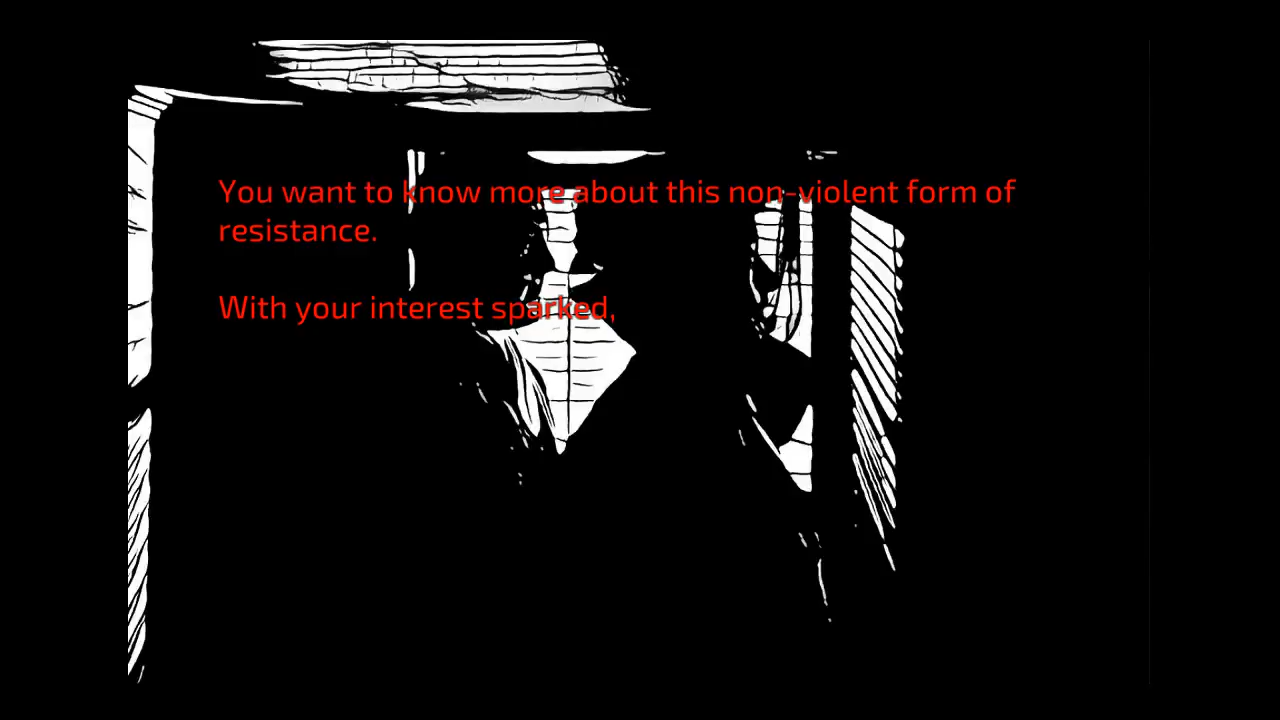 You want to know more about this non-violent form of
resistance.
With your interest sparked,